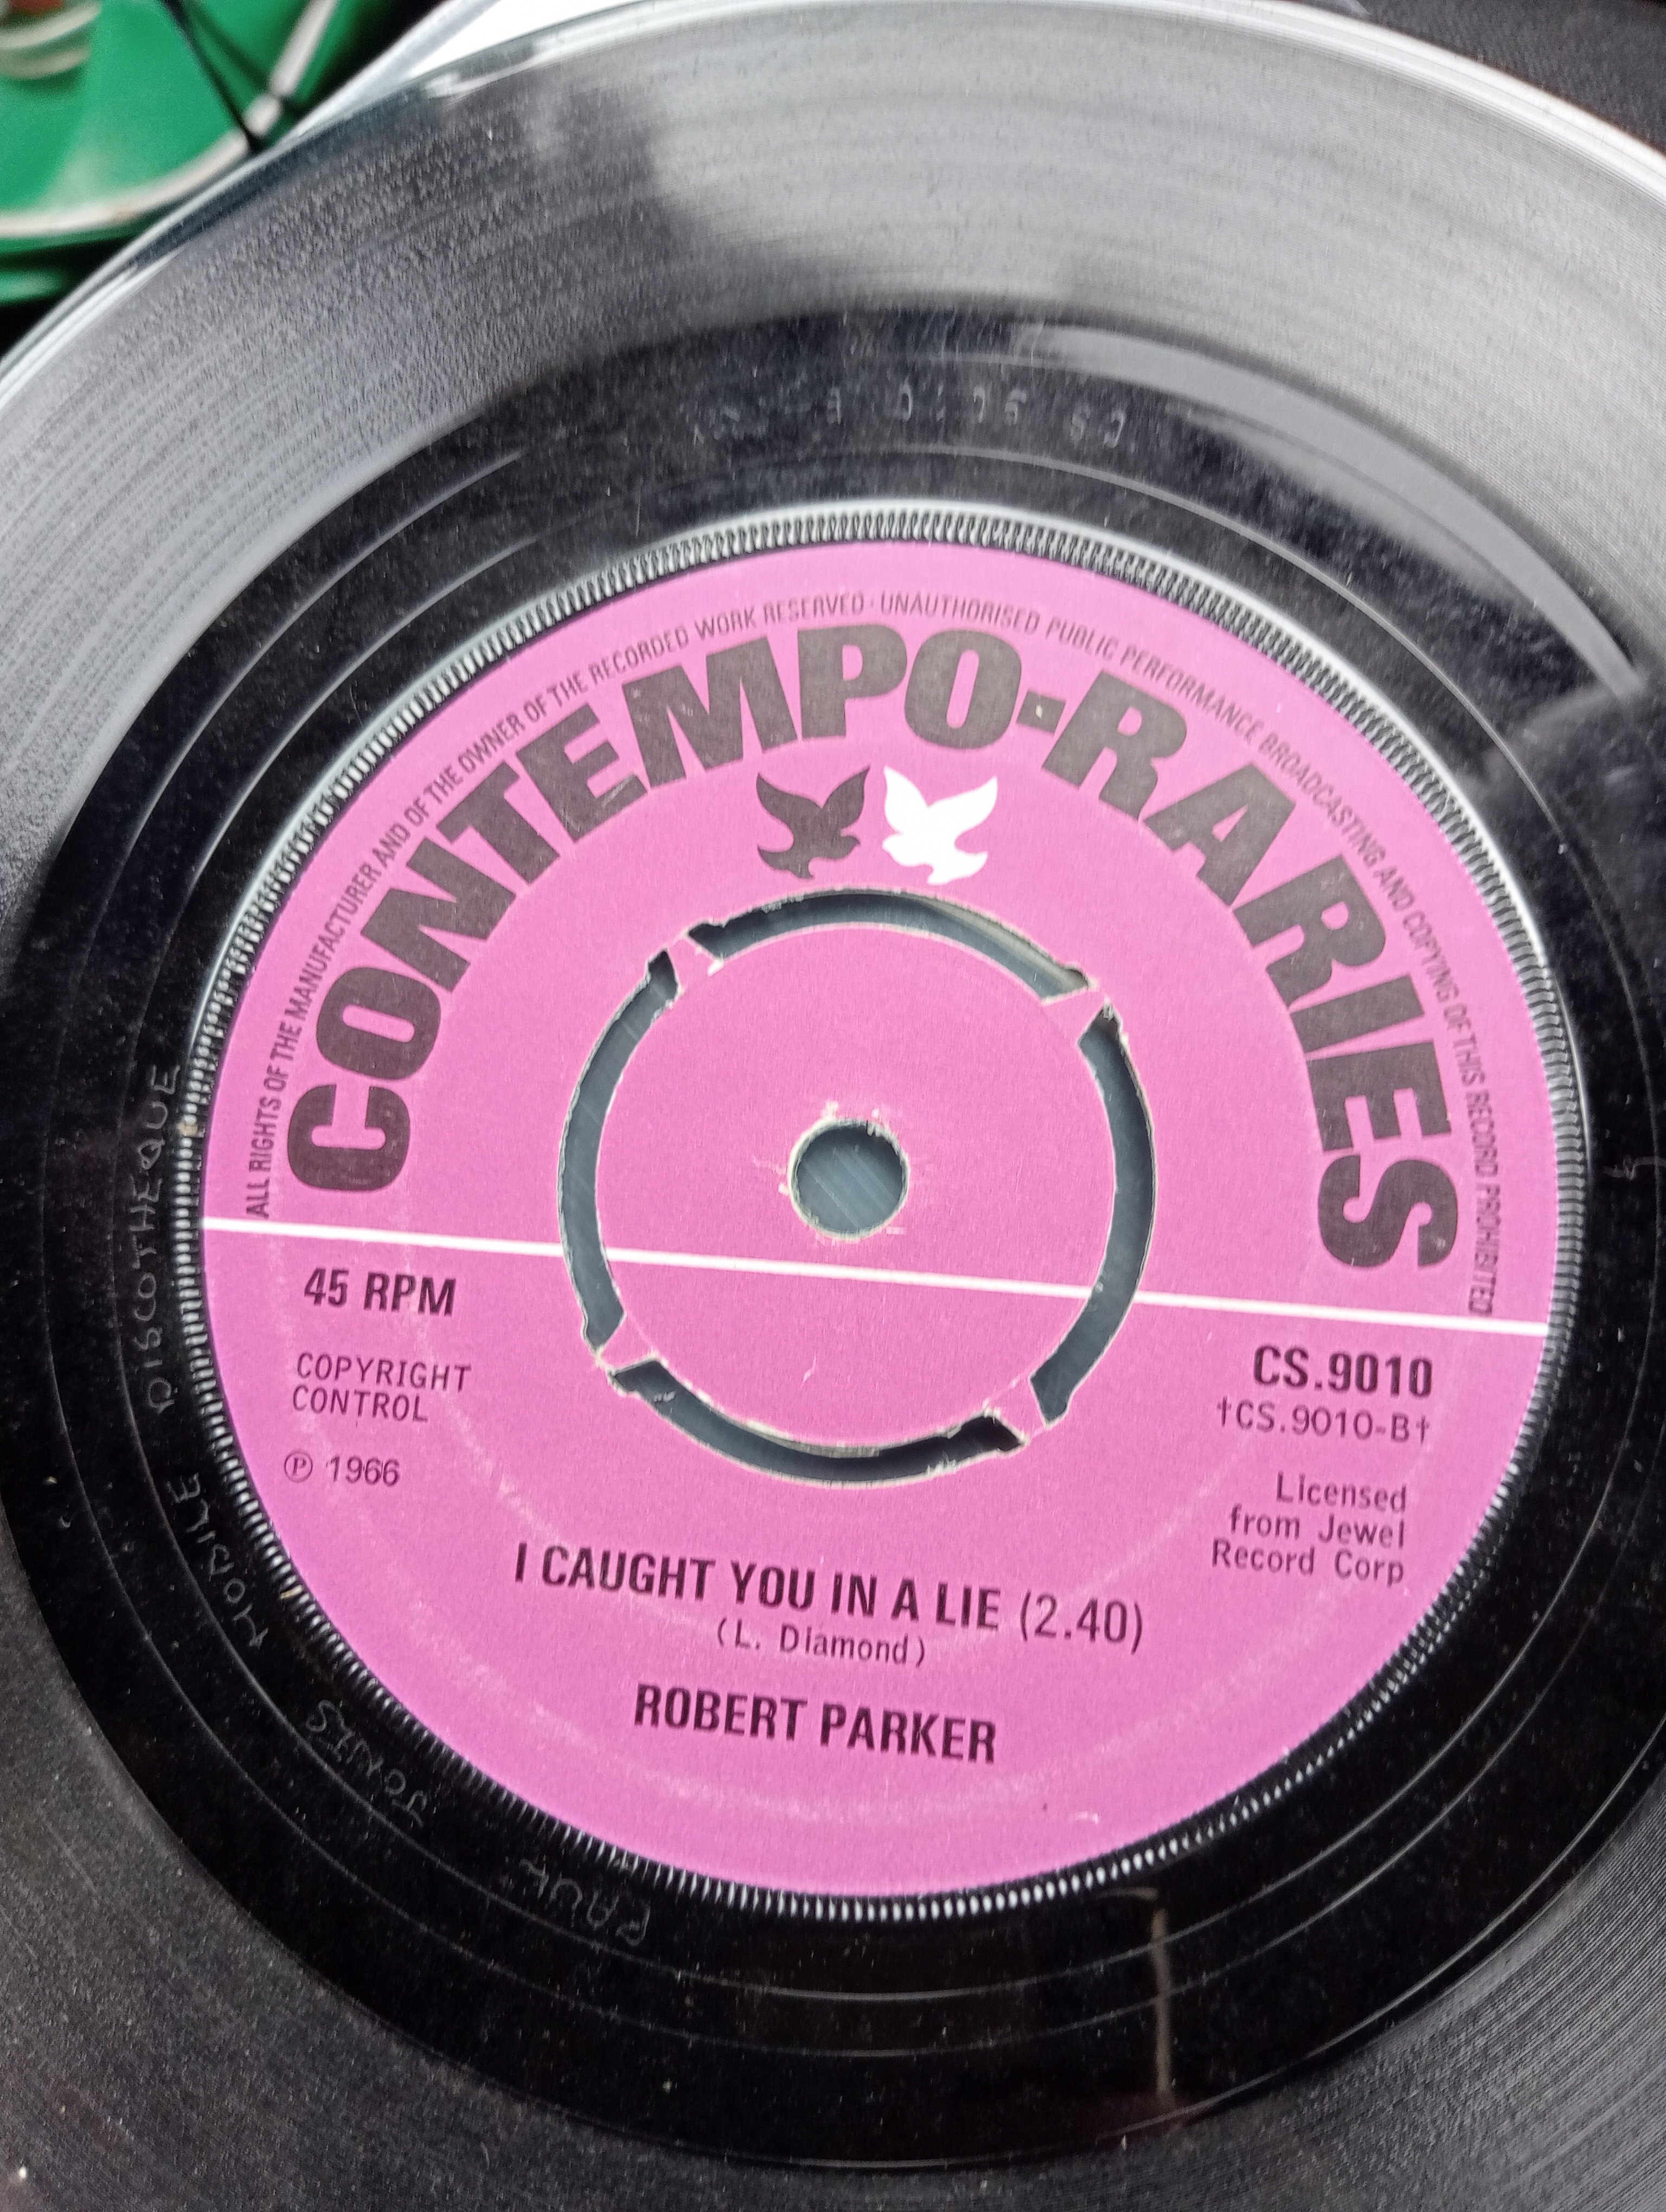 ALL RIGHTS OF THE MANUFACTURER AND OF THE OWNER OF THE RECORDED WORK RESERVED · UNAUTHORISED PUBLIC PERFORMANCE BROADCASTING AND COPYING OF THIS RECORD PROHIBITED
CONTEMPO-RARIES
45 RPM
COPYRIGHT
CONTROL
℗ 1966
CS.9010
†CS.9010-B†
Licensed
from Jewel
Record Corp
I CAUGHT YOU IN A LIE (2.40)
(L. Diamond)
ROBERT PARKER
PAUL JONES MOBILE DISCOTHEQUE